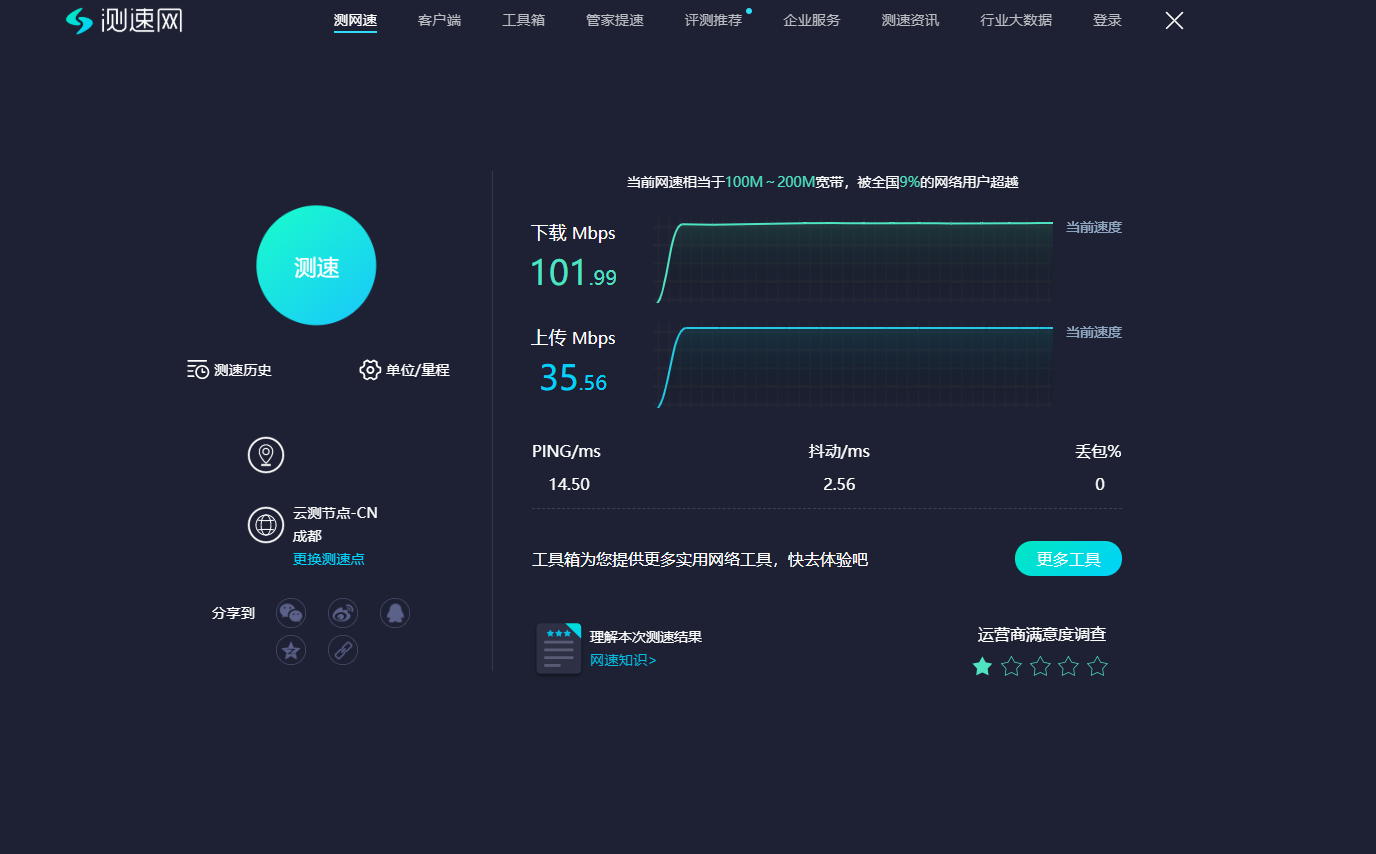 测速网
测网速 客户端 工具箱 管家提速 评测推荐 企业服务 测速资讯 行业大数据 登录
测速
测速历史 单位/量程
云测节点-CN
成都
更换测速点
分享到
当前网速相当于100M ~ 200M宽带，被全国9%的网络用户超越
下载 Mbps
当前速度
101.99
上传 Mbps
当前速度
35.56
PING/ms 抖动/ms 丢包%
14.50 2.56 0
工具箱为您提供更多实用网络工具，快去体验吧 更多工具
理解本次测速结果
网速知识>
运营商满意度调查